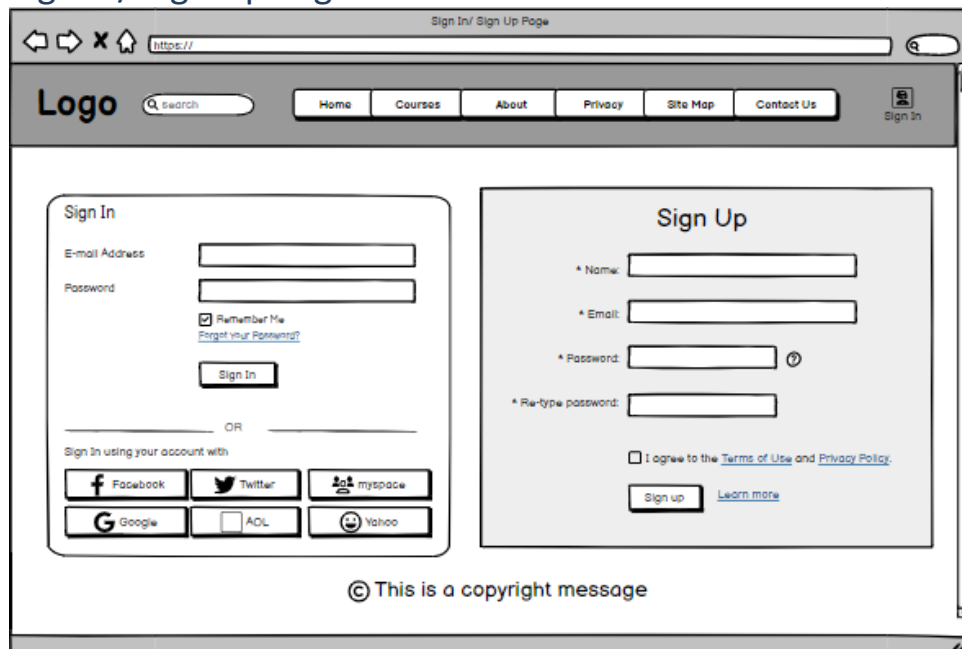 Sign In/ Sign Up Page
https://
Logo
search
Home
Courses
About
Privacy
Site Map
Contact Us
Sign In
Sign In
E-mail Address
Password
Remember Me
Forgot Your Password?
Sign In
OR
Sign In using your account with
Facebook
Twitter
myspace
Google
AOL
Yahoo
Sign Up
* Name:
* Email:
* Password:
* Re-type password:
I agree to the Terms of Use and Privacy Policy.
Sign up
Learn more
© This is a copyright message